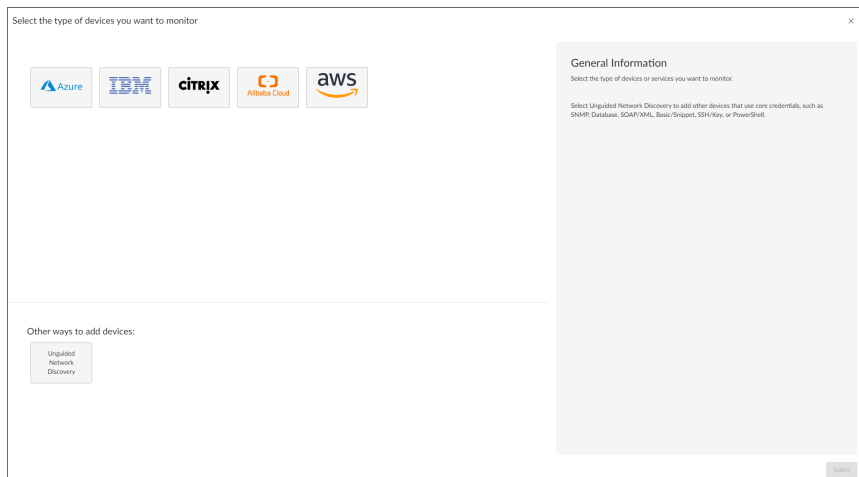 Select the type of devices you want to monitor
×
Azure
IBM
CİTRIX
Alibaba Cloud
aws
General Information
Select the type of devices or services you want to monitor.
Select Unguided Network Discovery to add other devices that use core credentials, such as
SNMP, Database, SOAP/XML, Basic/Snippet, SSH/Key, or PowerShell.
Other ways to add devices:
Unguided
Network
Discovery
Select